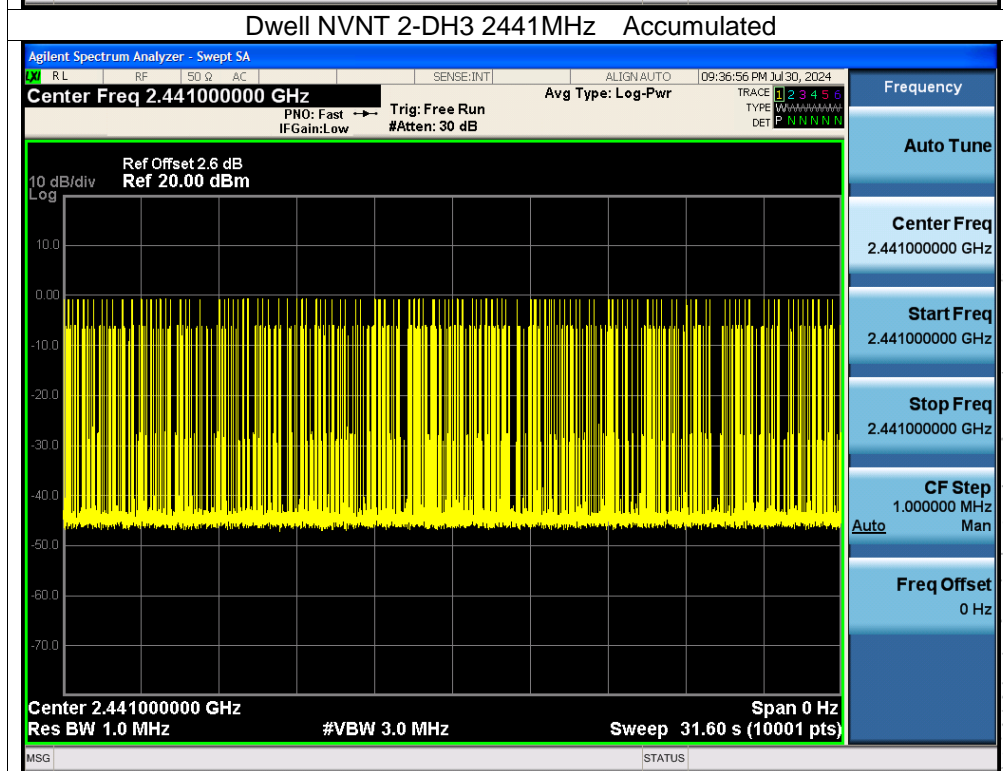 Dwell NVNT 2-DH3 2441MHz Accumulated
Agilent Spectrum Analyzer - Swept SA
LXI RL RF 50 Ω AC SENSE:INT ALIGN AUTO 09:36:56 PM Jul 30, 2024
Center Freq 2.441000000 GHz
PNO: Fast
IFGain:Low
Trig: Free Run
#Atten: 30 dB
Avg Type: Log-Pwr
TRACE 1 2 3 4 5 6
TYPE WWWWWW
DET P N N N N N
Ref Offset 2.6 dB
10 dB/div Ref 20.00 dBm
Log
10.0
0.00
-10.0
-20.0
-30.0
-40.0
-50.0
-60.0
-70.0
Center 2.441000000 GHz Span 0 Hz
Res BW 1.0 MHz #VBW 3.0 MHz Sweep 31.60 s (10001 pts)
MSG STATUS
Frequency
Auto Tune
Center Freq
2.441000000 GHz
Start Freq
2.441000000 GHz
Stop Freq
2.441000000 GHz
CF Step
1.000000 MHz
Auto Man
Freq Offset
0 Hz